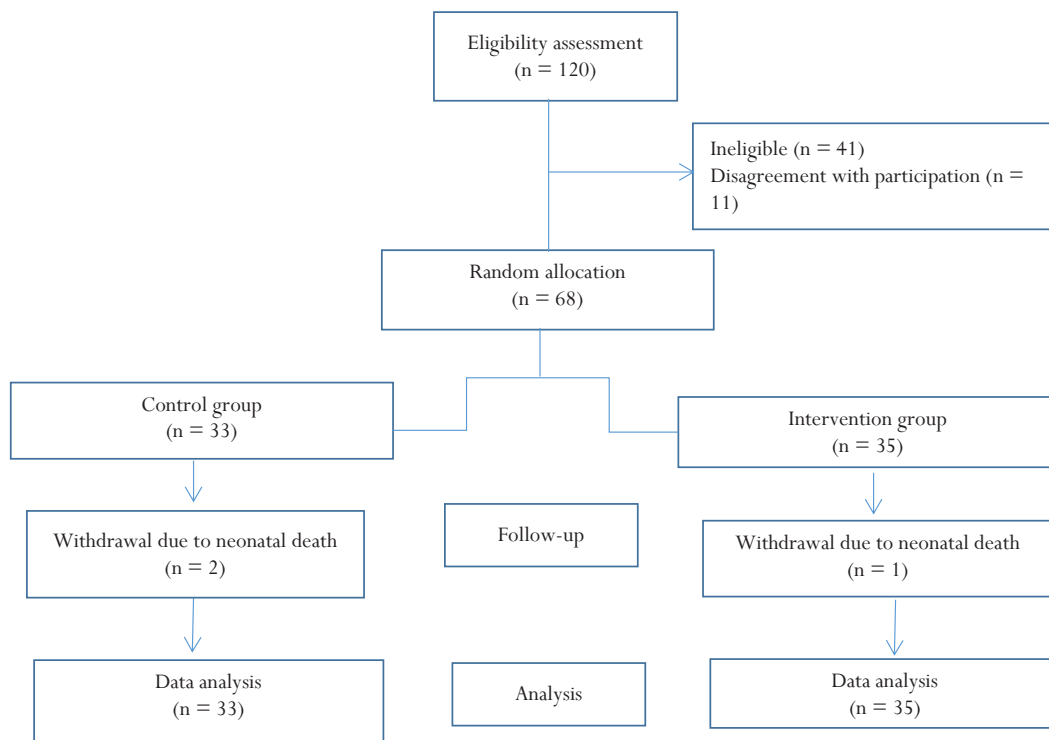 Eligibility assessment
(n = 120)
Ineligible (n = 41)
Disagreement with participation (n =
11)
Random allocation
(n = 68)
Control group
(n = 33)
Intervention group
(n = 35)
Withdrawal due to neonatal death
(n = 2)
Follow-up
Withdrawal due to neonatal death
(n = 1)
Data analysis
(n = 33)
Analysis
Data analysis
(n = 35)